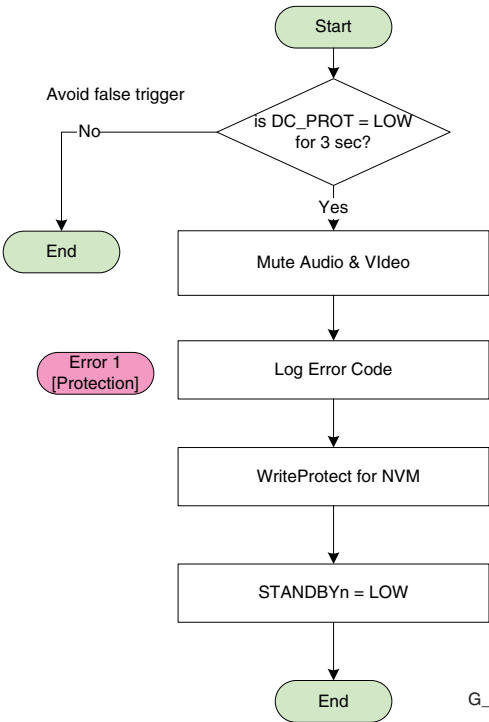 Start
Avoid false trigger
is DC_PROT = LOW
for 3 sec?
No
Yes
End
Mute Audio & VIdeo
Error 1
[Protection]
Log Error Code
WriteProtect for NVM
STANDBYn = LOW
End
G_